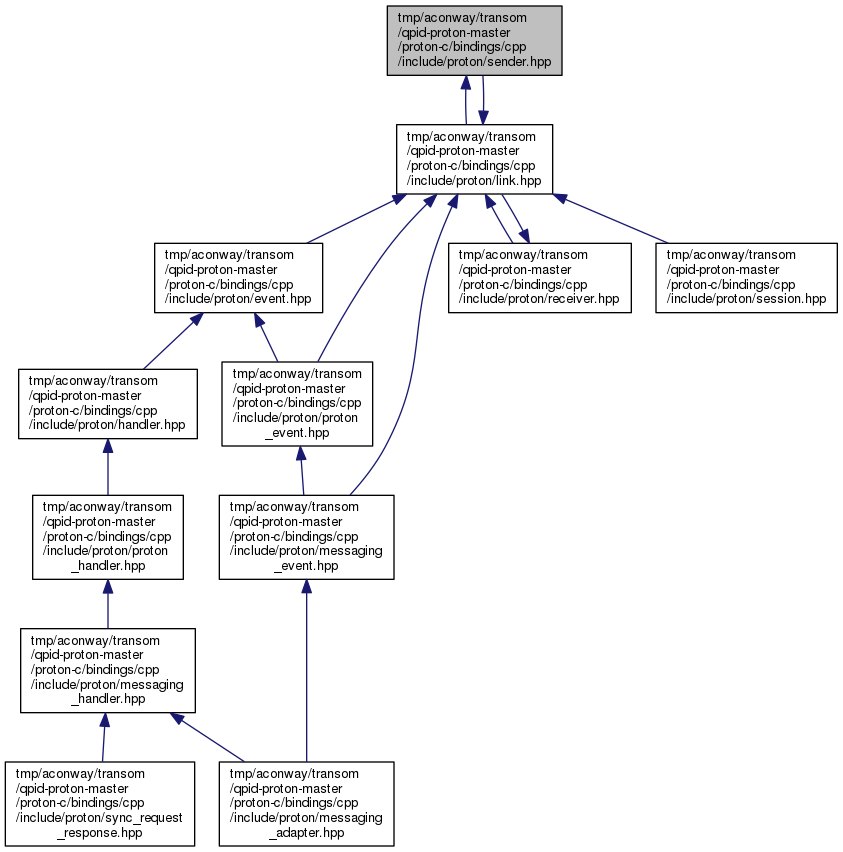 tmp/aconway/transom
/qpid-proton-master
/proton-c/bindings/cpp
/include/proton/sender.hpp
tmp/aconway/transom
/qpid-proton-master
/proton-c/bindings/cpp
/include/proton/link.hpp
tmp/aconway/transom
/qpid-proton-master
/proton-c/bindings/cpp
/include/proton/event.hpp
tmp/aconway/transom
/qpid-proton-master
/proton-c/bindings/cpp
/include/proton/receiver.hpp
tmp/aconway/transom
/qpid-proton-master
/proton-c/bindings/cpp
/include/proton/session.hpp
tmp/aconway/transom
/qpid-proton-master
/proton-c/bindings/cpp
/include/proton/handler.hpp
tmp/aconway/transom
/qpid-proton-master
/proton-c/bindings/cpp
/include/proton/proton
_event.hpp
tmp/aconway/transom
/qpid-proton-master
/proton-c/bindings/cpp
/include/proton/proton
_handler.hpp
tmp/aconway/transom
/qpid-proton-master
/proton-c/bindings/cpp
/include/proton/messaging
_event.hpp
tmp/aconway/transom
/qpid-proton-master
/proton-c/bindings/cpp
/include/proton/messaging
_handler.hpp
tmp/aconway/transom
/qpid-proton-master
/proton-c/bindings/cpp
/include/proton/sync_request
_response.hpp
tmp/aconway/transom
/qpid-proton-master
/proton-c/bindings/cpp
/include/proton/messaging
_adapter.hpp